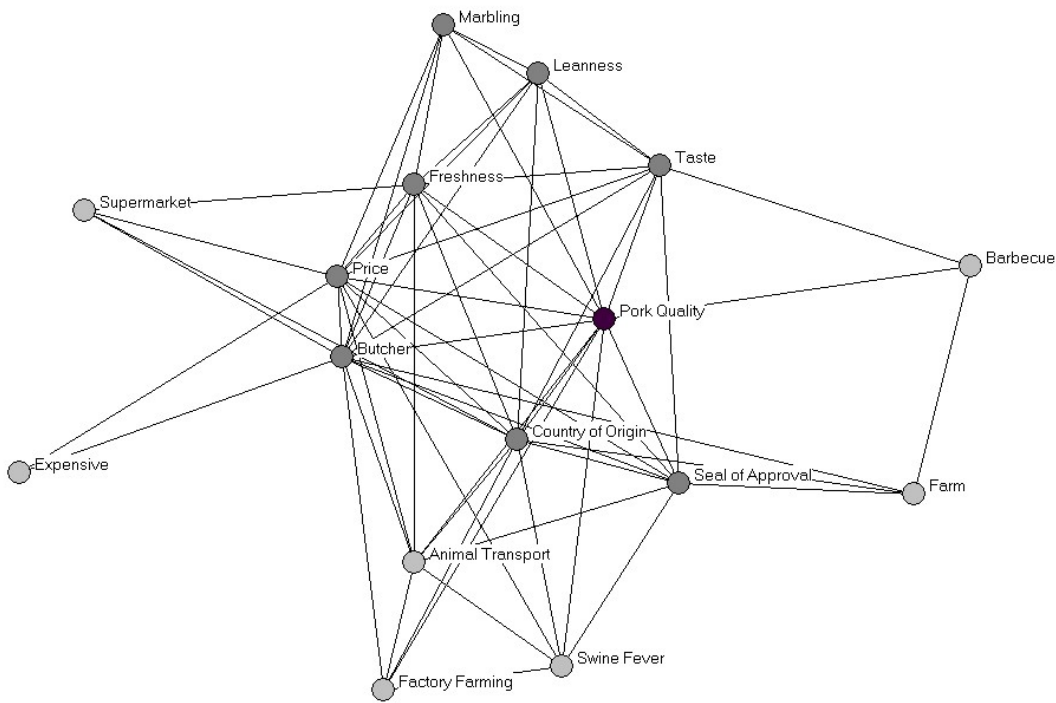 Marbling
Leanness
Taste
Freshness
Supermarket
Barbecue
Price
Pork Quality
Butcher
Country of Origin
Expensive
Seal of Approval
Farm
Animal Transport
Swine Fever
Factory Farming